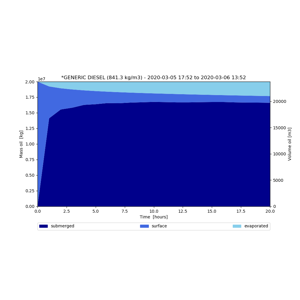 *GENERIC DIESEL (841.3 kg/m3) - 2020-03-05 17:52 to 2020-03-06 13:52
1e7
2.00
1.75
1.50
1.25
1.00
0.75
0.50
0.25
0.00
Mass oil [kg]
20000
15000
10000
5000
0
Volume oil [m3]
0.0 2.5 5.0 7.5 10.0 12.5 15.0 17.5 20.0
Time [hours]
submerged surface evaporated